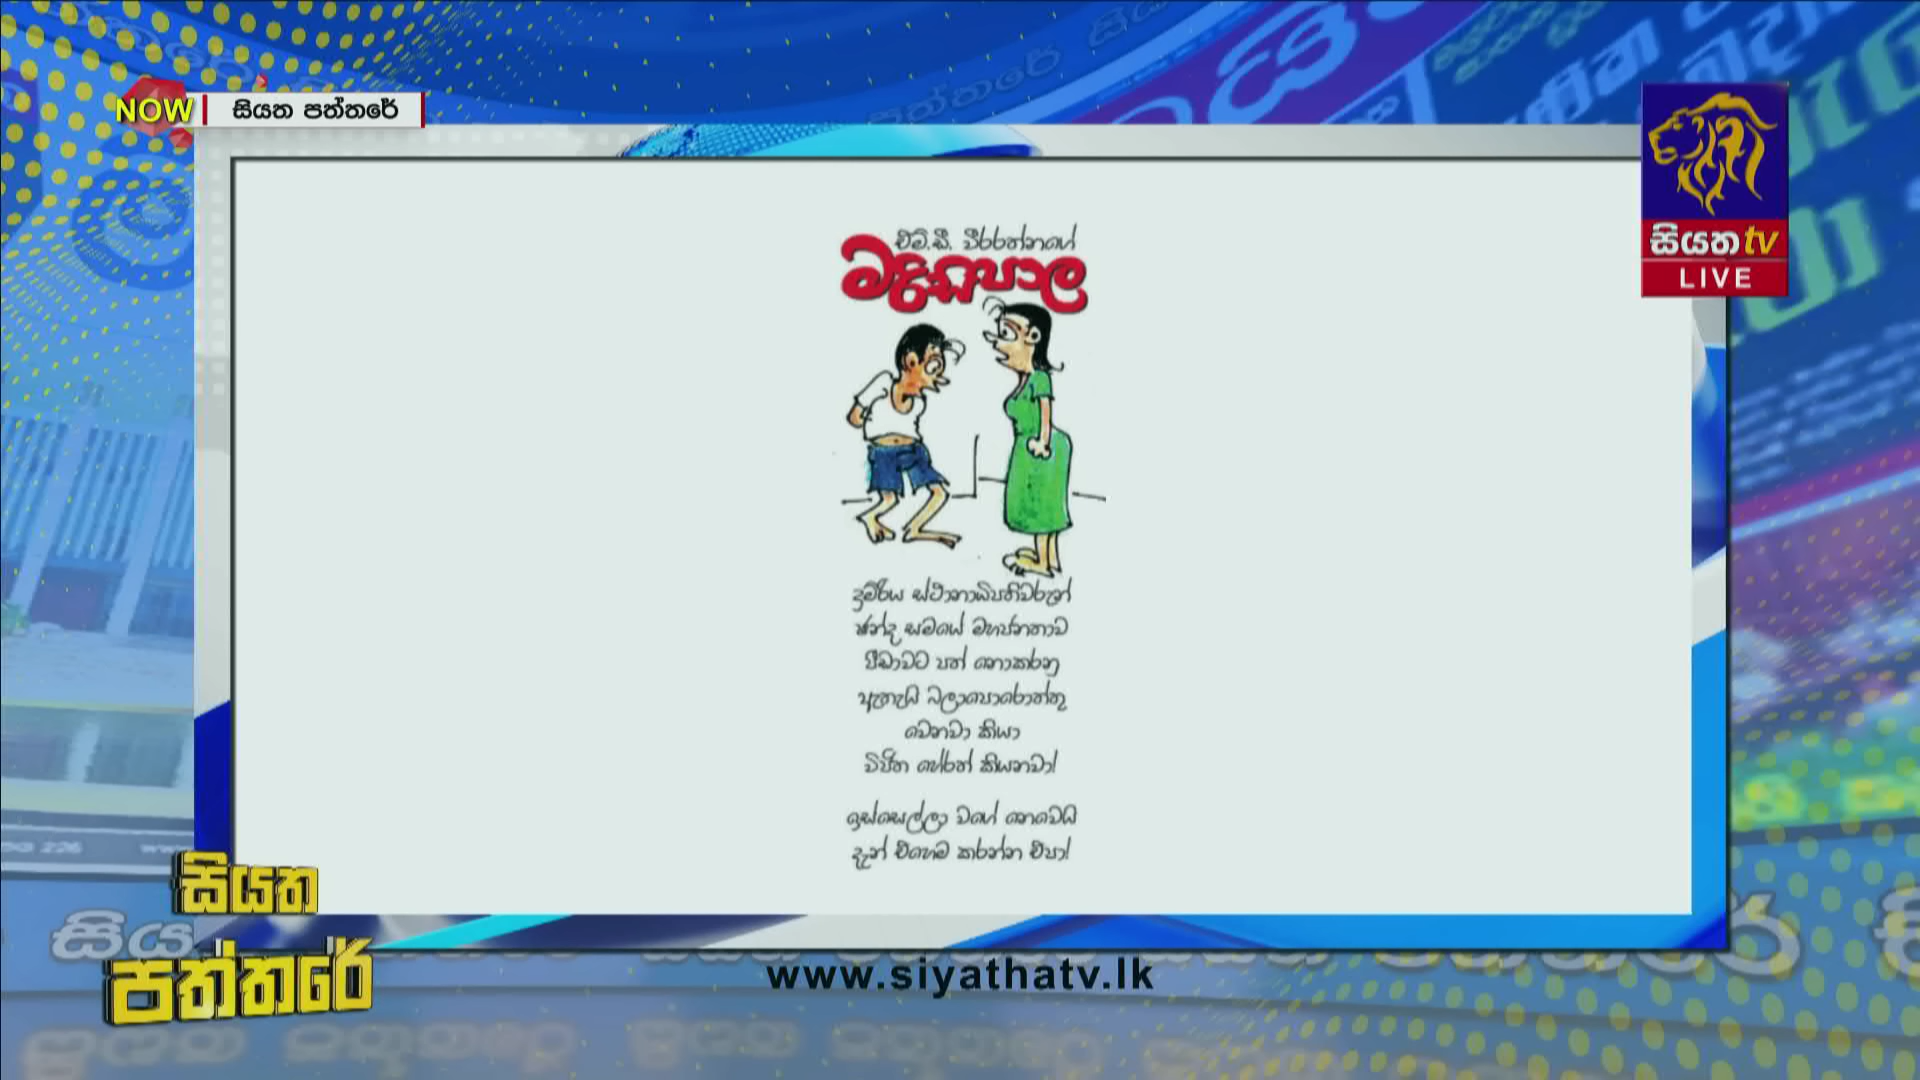 NOW සියත පත්තරේ
සියත tv
LIVE
එම්.ඩී. වීරරත්නගේ
දුම්රිය ස්ථානාධිපතිවරුන්
ඡන්ද සමයේ මහජනතාව
පීඩාවට පත් නොකරනු
ඇතැයි බලාපොරොත්තු
වෙනවා කියා
විජිත හේරත් කියනවා!
ඉස්සෙල්ලා වගේ නෙවෙයි
දැන් එහෙම කරන්න එපා!
සියත
පත්තරේ
www.siyathatv.lk